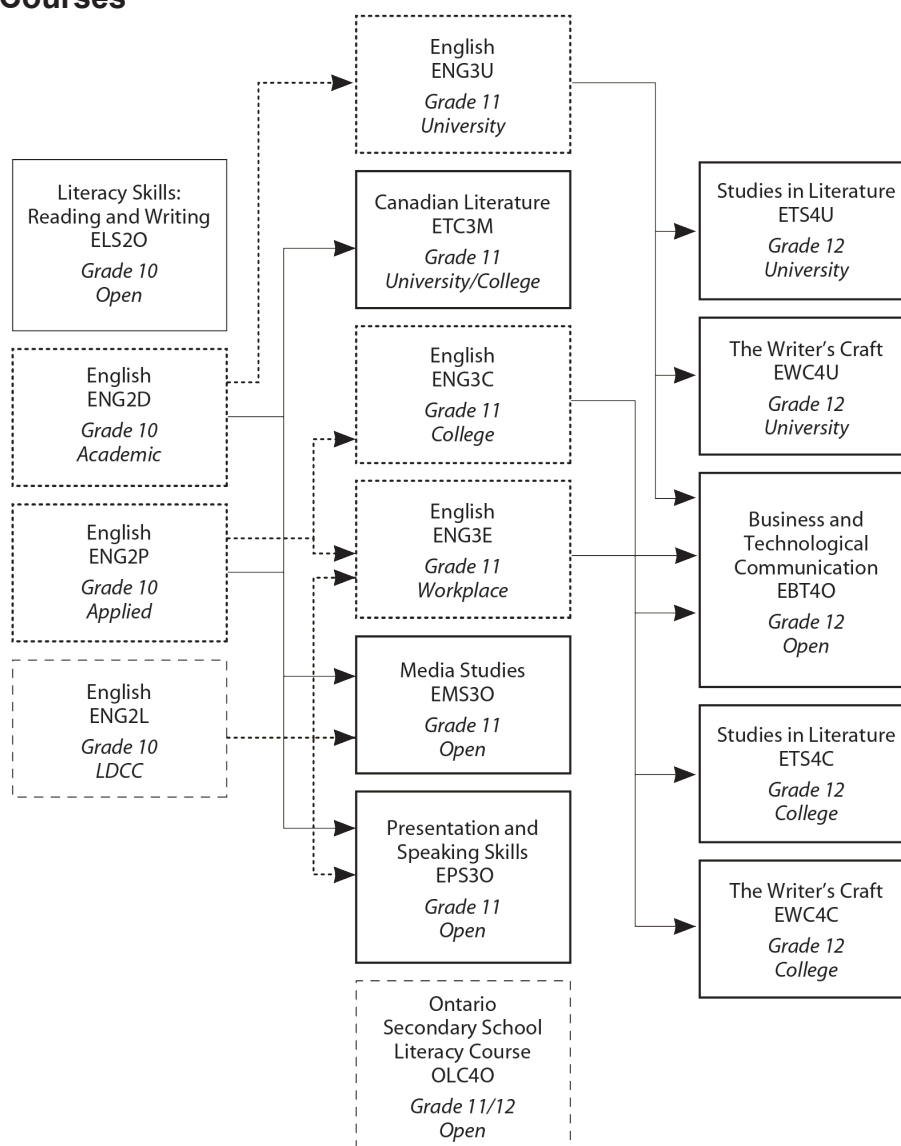 Courses
English
ENG3U
Grade 11
University
Literacy Skills:
Reading and Writing
ELS2O
Grade 10
Open
English
ENG2D
Grade 10
Academic
English
ENG2P
Grade 10
Applied
English
ENG2L
Grade 10
LDCC
Canadian Literature
ETC3M
Grade 11
University/College
English
ENG3C
Grade 11
College
English
ENG3E
Grade 11
Workplace
Media Studies
EMS3O
Grade 11
Open
Presentation and
Speaking Skills
EPS3O
Grade 11
Open
Ontario
Secondary School
Literacy Course
OLC4O
Grade 11/12
Open
Studies in Literature
ETS4U
Grade 12
University
The Writer's Craft
EWC4U
Grade 12
University
Business and
Technological
Communication
EBT4O
Grade 12
Open
Studies in Literature
ETS4C
Grade 12
College
The Writer's Craft
EWC4C
Grade 12
College